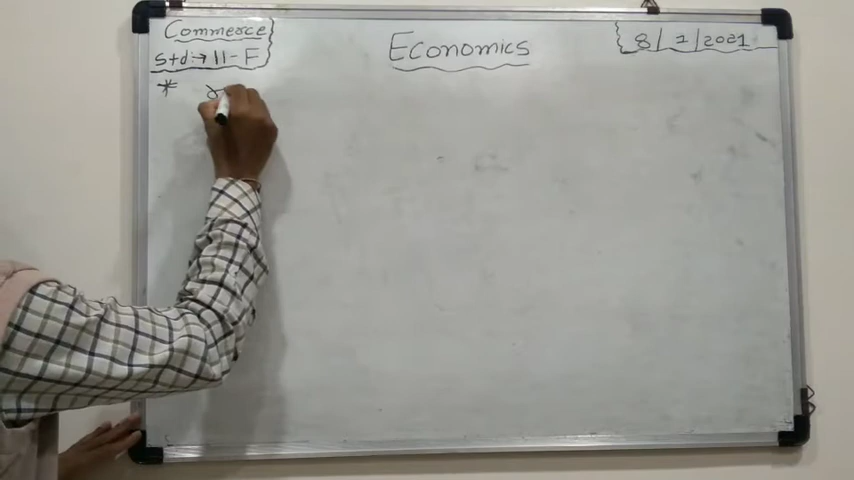 Commerce
Std :→ 11 - F
Economics
8/1/2021
*